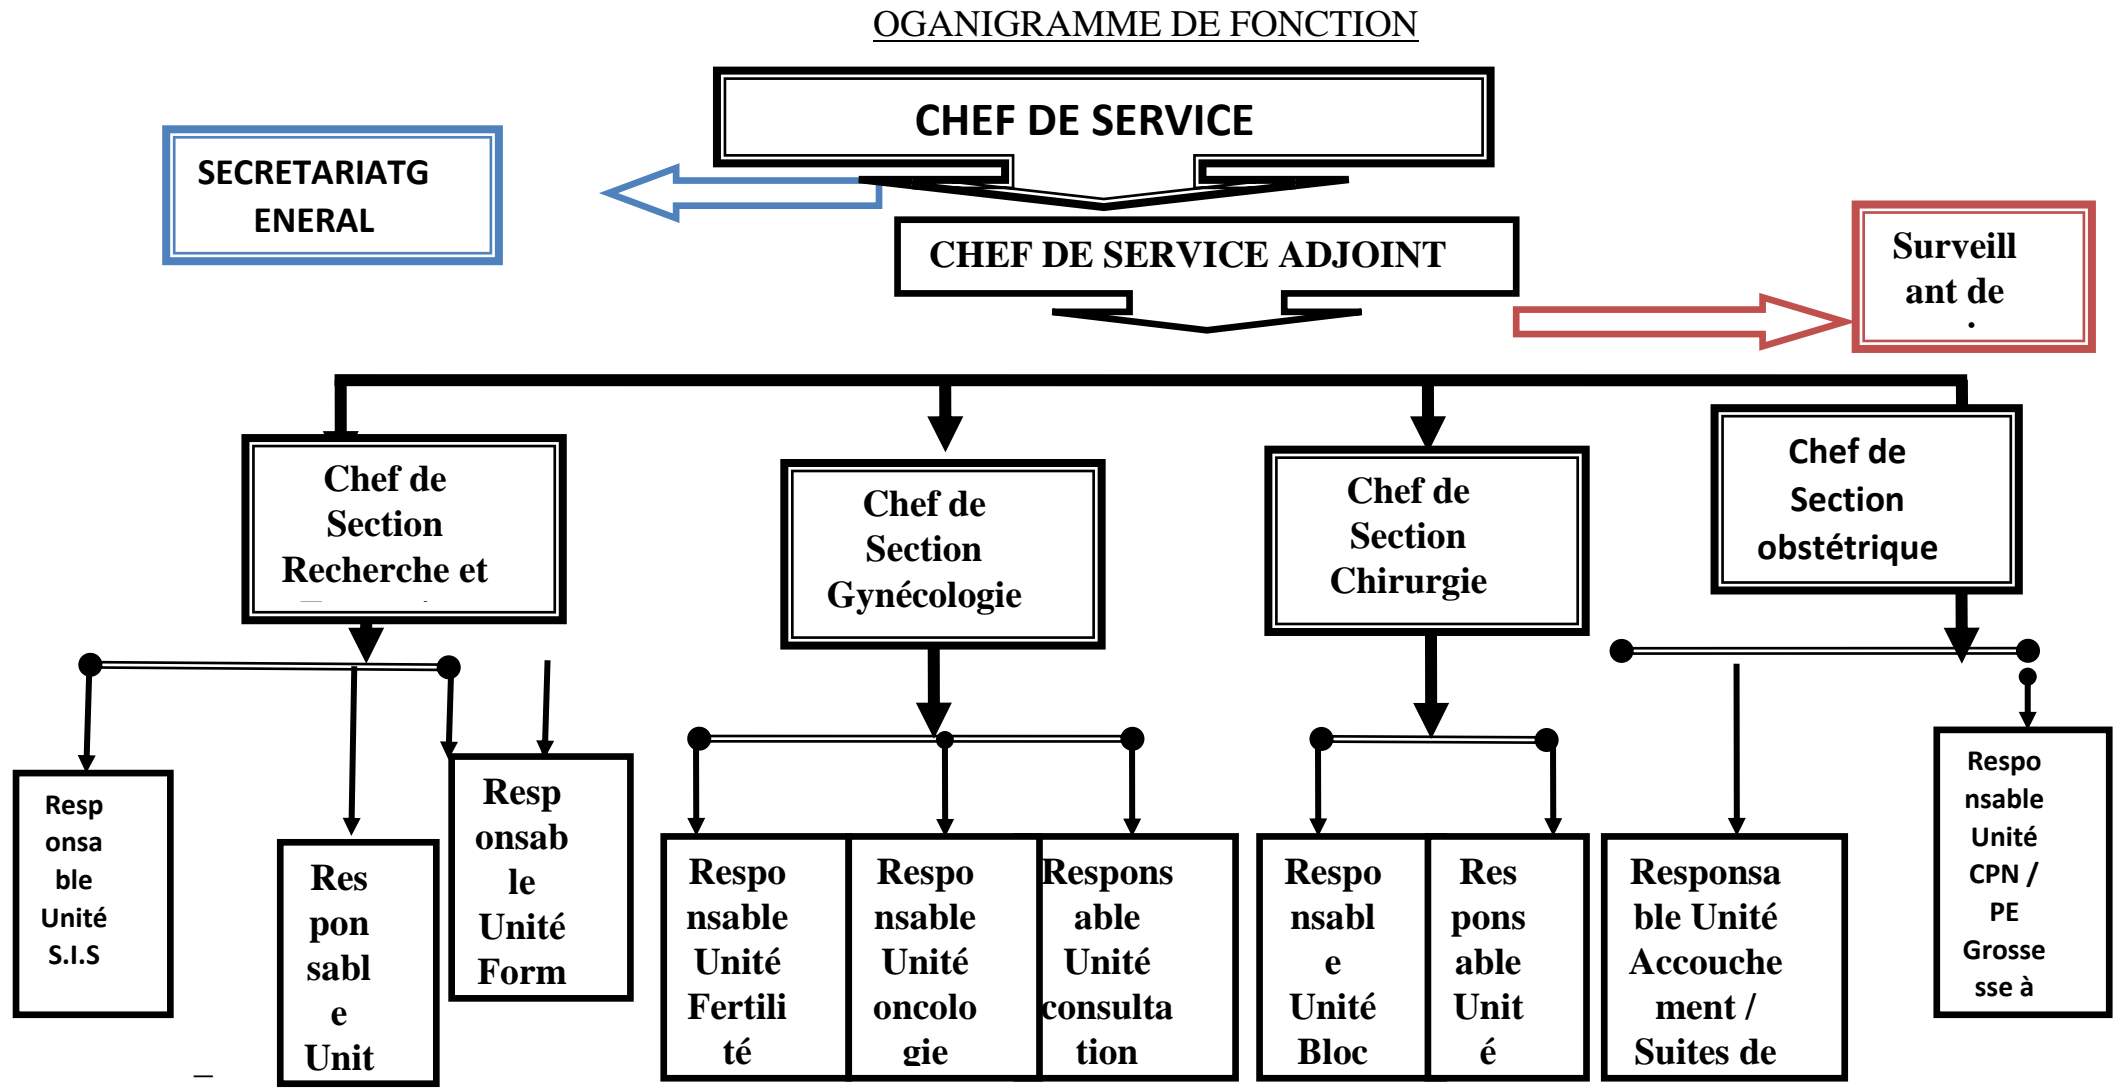 OGANIGRAMME DE FONCTION
CHEF DE SERVICE
SECRETARIATG
ENERAL
CHEF DE SERVICE ADJOINT
Surveill
ant de
Chef de
Section
Recherche et
Chef de
Section
Gynécologie
Chef de
Section
Chirurgie
Chef de
Section
obstétrique
Resp
onsa
ble
Unité
S.I.S
Res
pon
sabl
e
Unit
Resp
onsab
le
Unité
Form
Respo
nsable
Unité
Fertili
té
Respo
nsable
Unité
oncolo
gie
Respons
able
Unité
consulta
tion
Respo
nsabl
e
Unité
Bloc
Res
pons
able
Unit
é
Responsa
ble Unité
Accouche
ment /
Suites de
Respo
nsable
Unité
CPN /
PE
Grosse
sse à